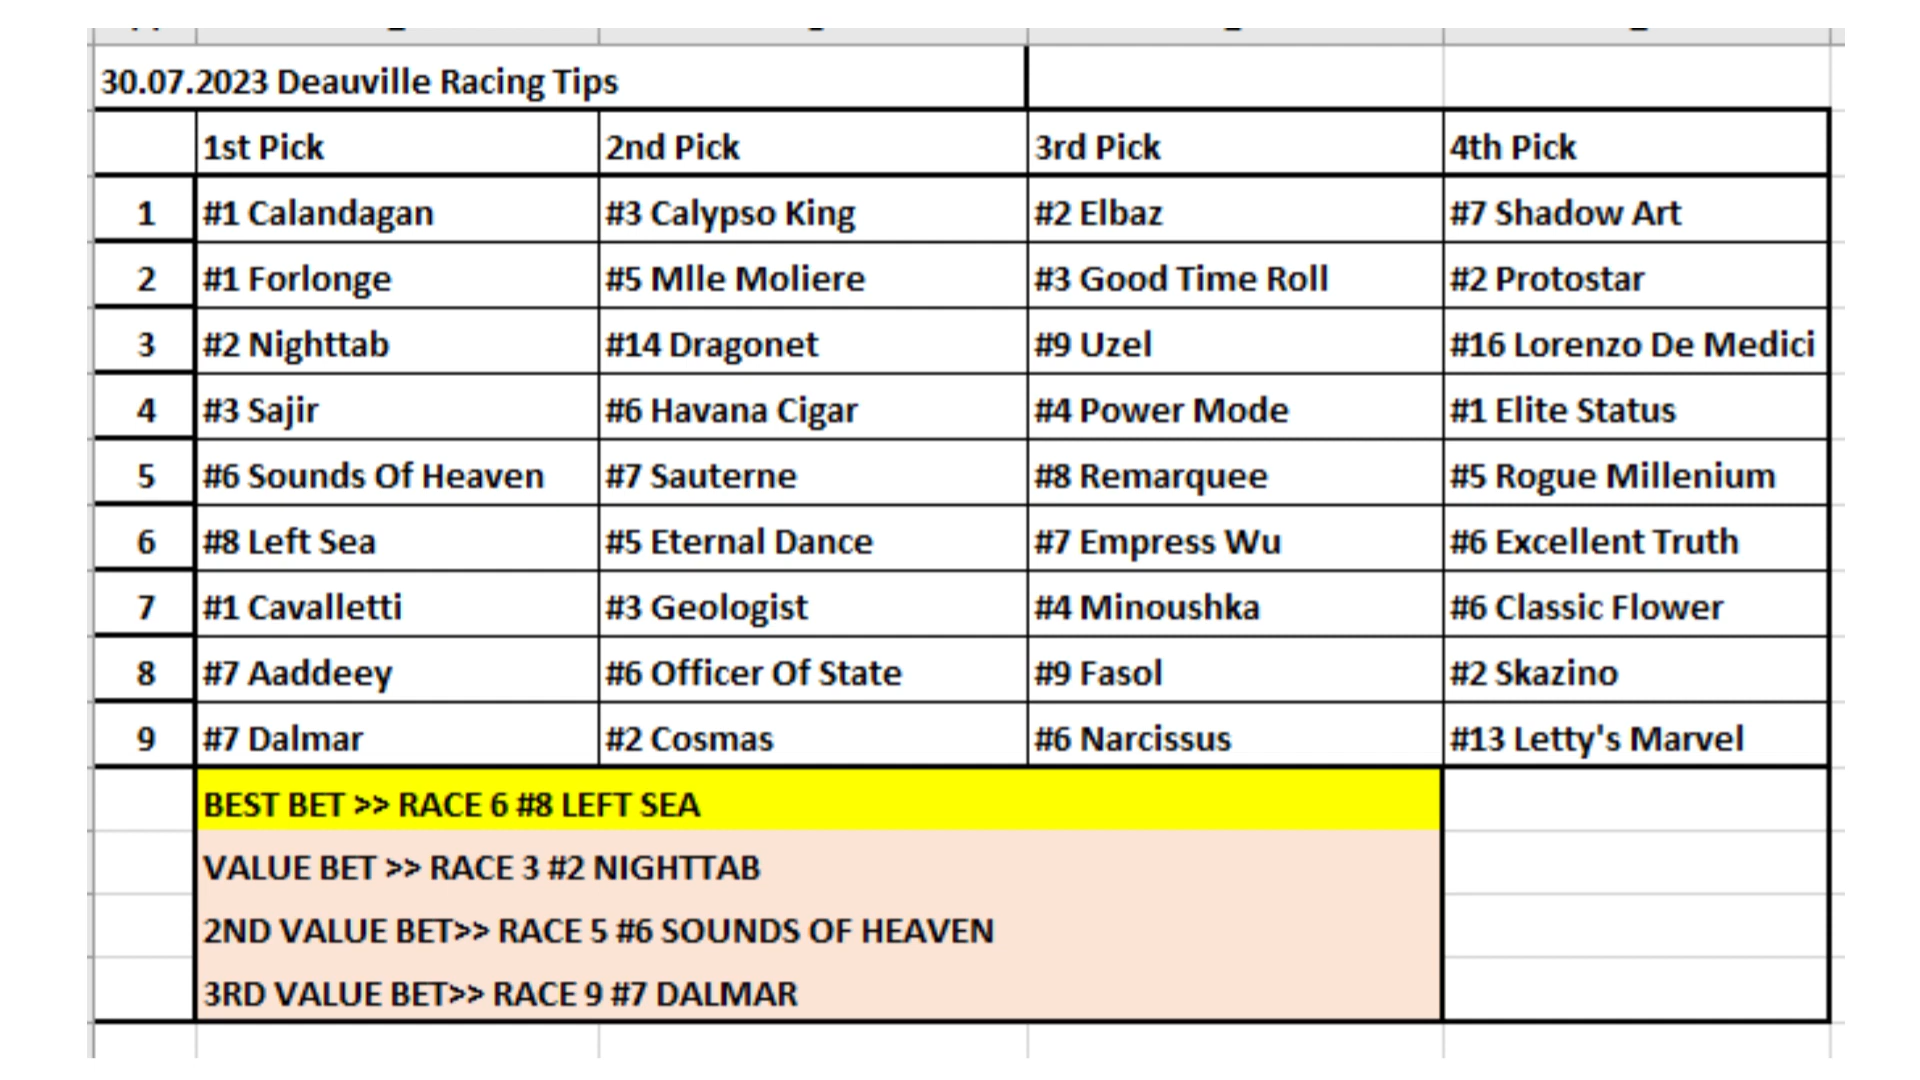 30.07.2023 Deauville Racing Tips
1st Pick 2nd Pick 3rd Pick 4th Pick
1 #1 Calandagan #3 Calypso King #2 Elbaz #7 Shadow Art
2 #1 Forlonge #5 Mlle Moliere #3 Good Time Roll #2 Protostar
3 #2 Nighttab #14 Dragonet #9 Uzel #16 Lorenzo De Medici
4 #3 Sajir #6 Havana Cigar #4 Power Mode #1 Elite Status
5 #6 Sounds Of Heaven #7 Sauterne #8 Remarquee #5 Rogue Millenium
6 #8 Left Sea #5 Eternal Dance #7 Empress Wu #6 Excellent Truth
7 #1 Cavalletti #3 Geologist #4 Minoushka #6 Classic Flower
8 #7 Aaddeey #6 Officer Of State #9 Fasol #2 Skazino
9 #7 Dalmar #2 Cosmas #6 Narcissus #13 Letty's Marvel
BEST BET >> RACE 6 #8 LEFT SEA
VALUE BET >> RACE 3 #2 NIGHTTAB
2ND VALUE BET>> RACE 5 #6 SOUNDS OF HEAVEN
3RD VALUE BET>> RACE 9 #7 DALMAR